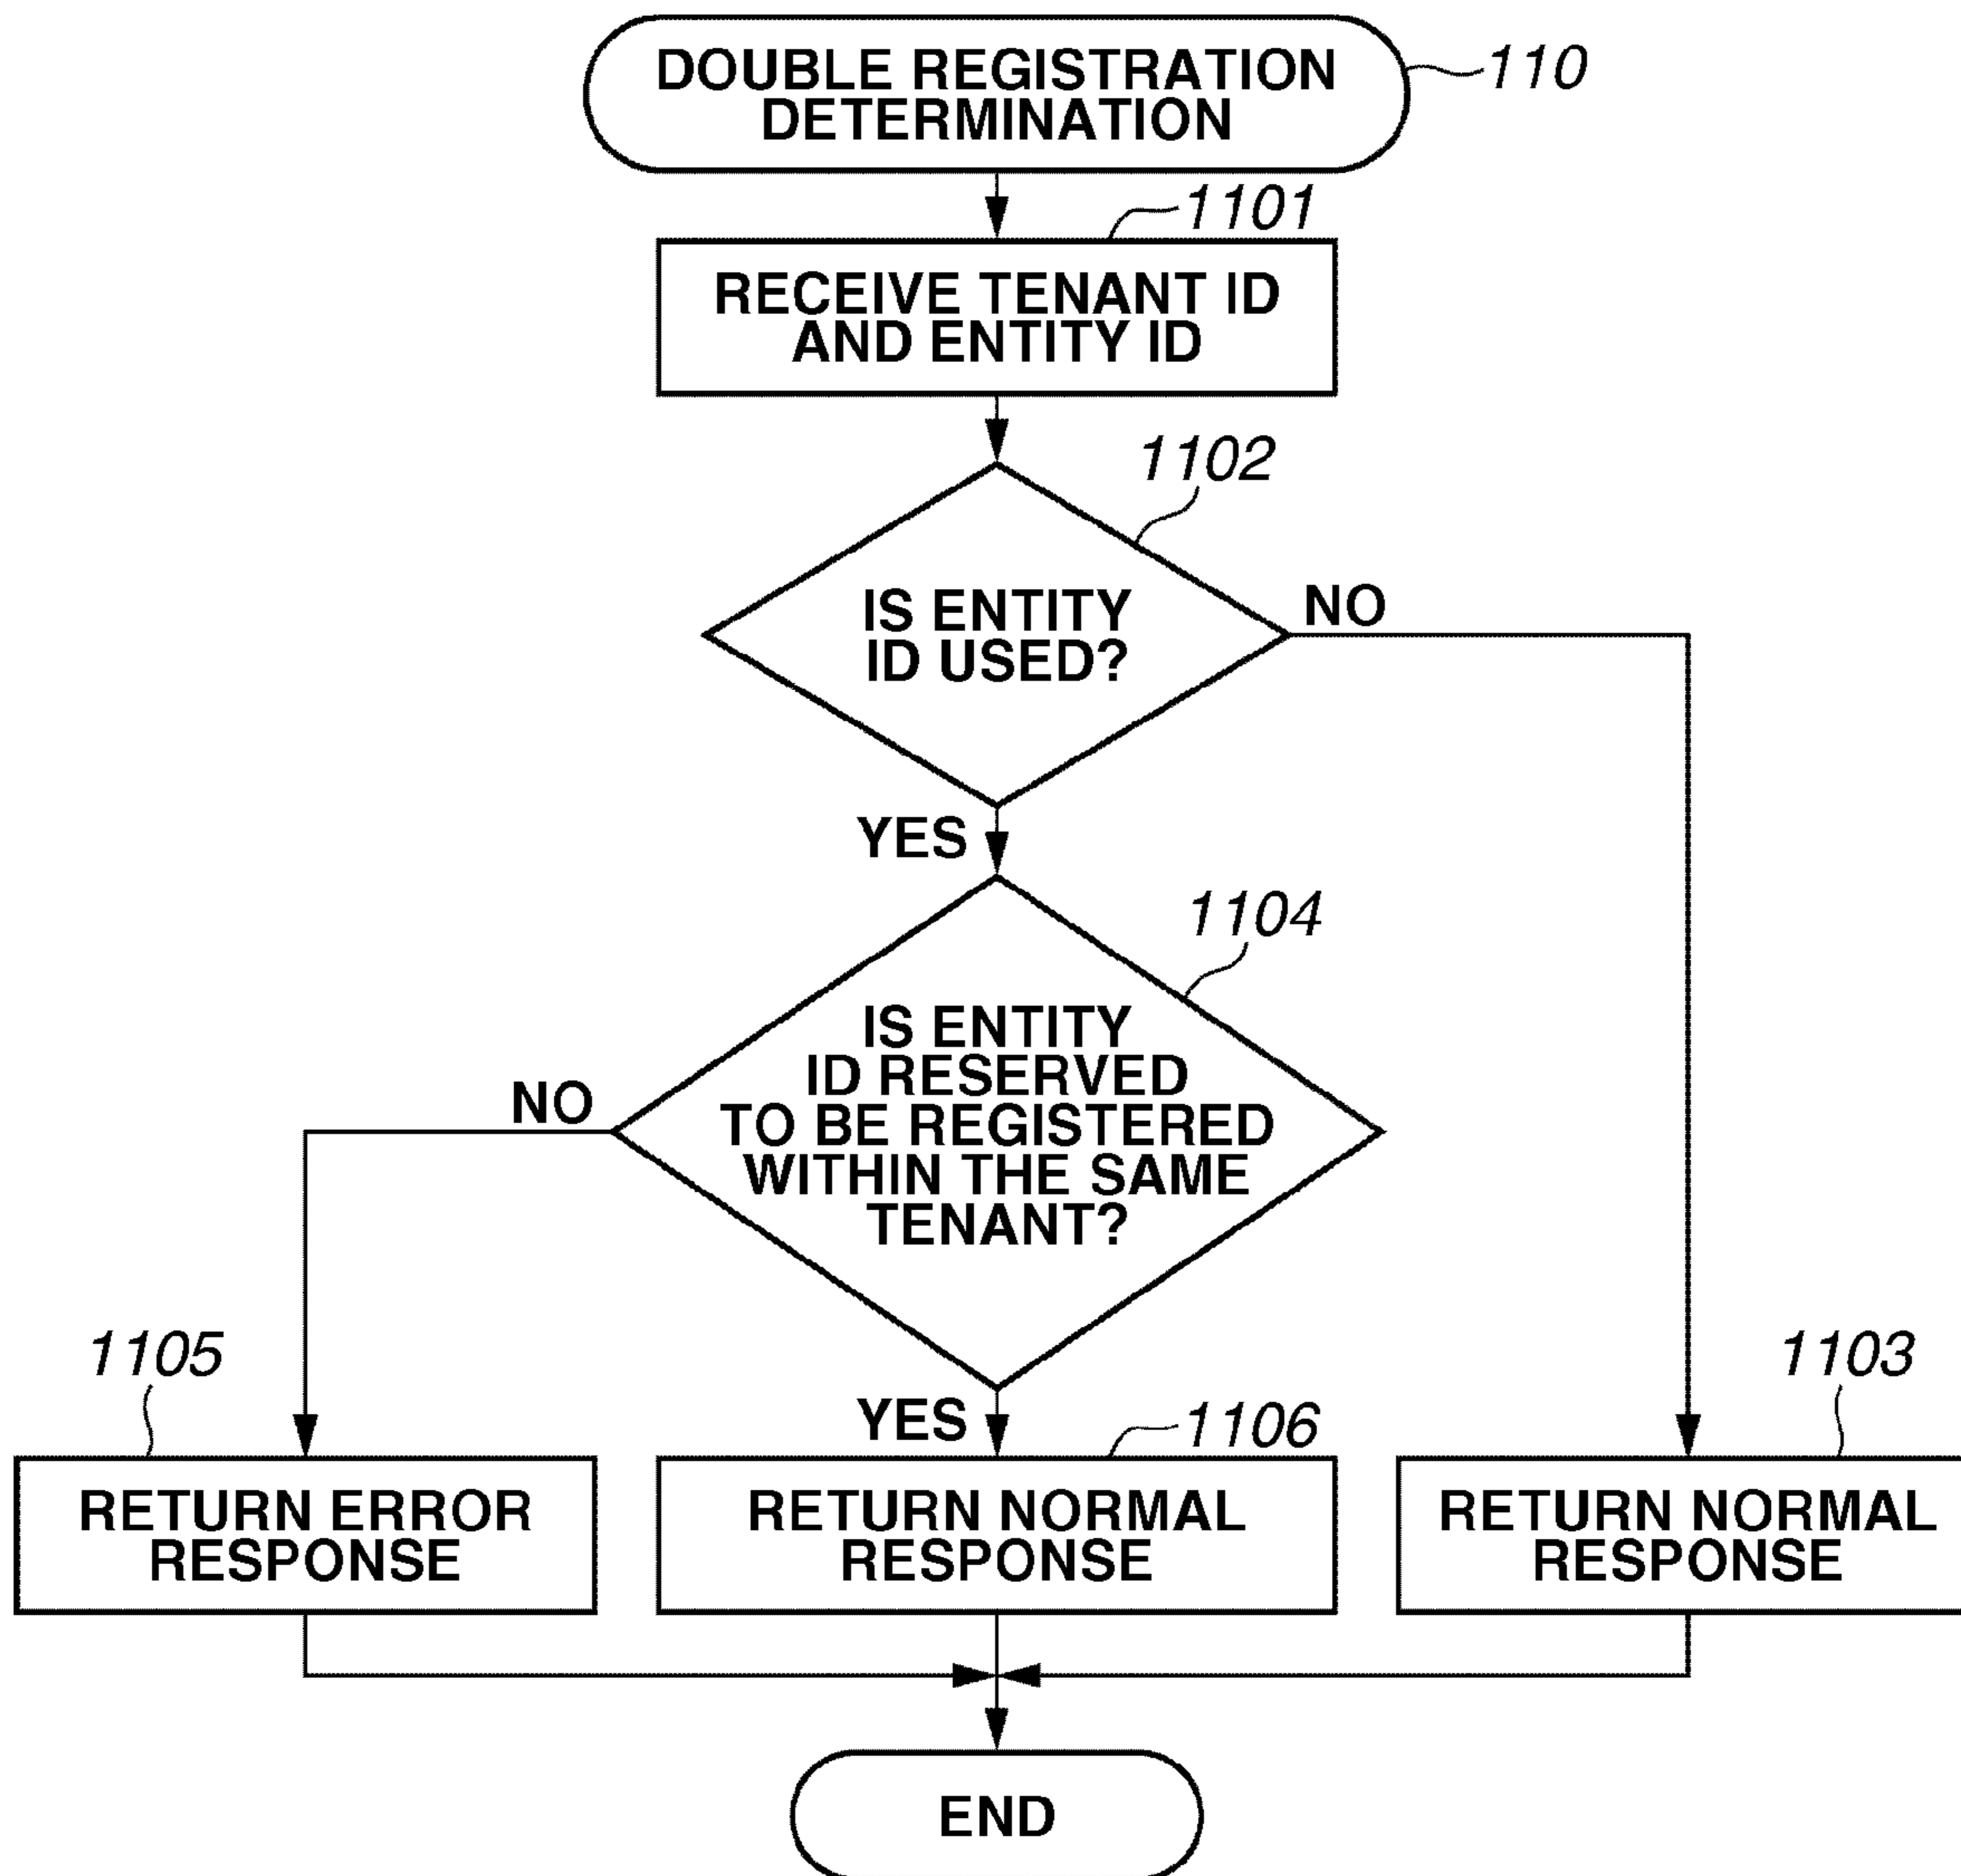 DOUBLE REGISTRATION
DETERMINATION
110
1101
RECEIVE TENANT ID
AND ENTITY ID
1102
IS ENTITY
ID USED?
NO
YES
1104
IS ENTITY
ID RESERVED
TO BE REGISTERED
WITHIN THE SAME
TENANT?
NO
YES
1105
RETURN ERROR
RESPONSE
1106
RETURN NORMAL
RESPONSE
1103
RETURN NORMAL
RESPONSE
END